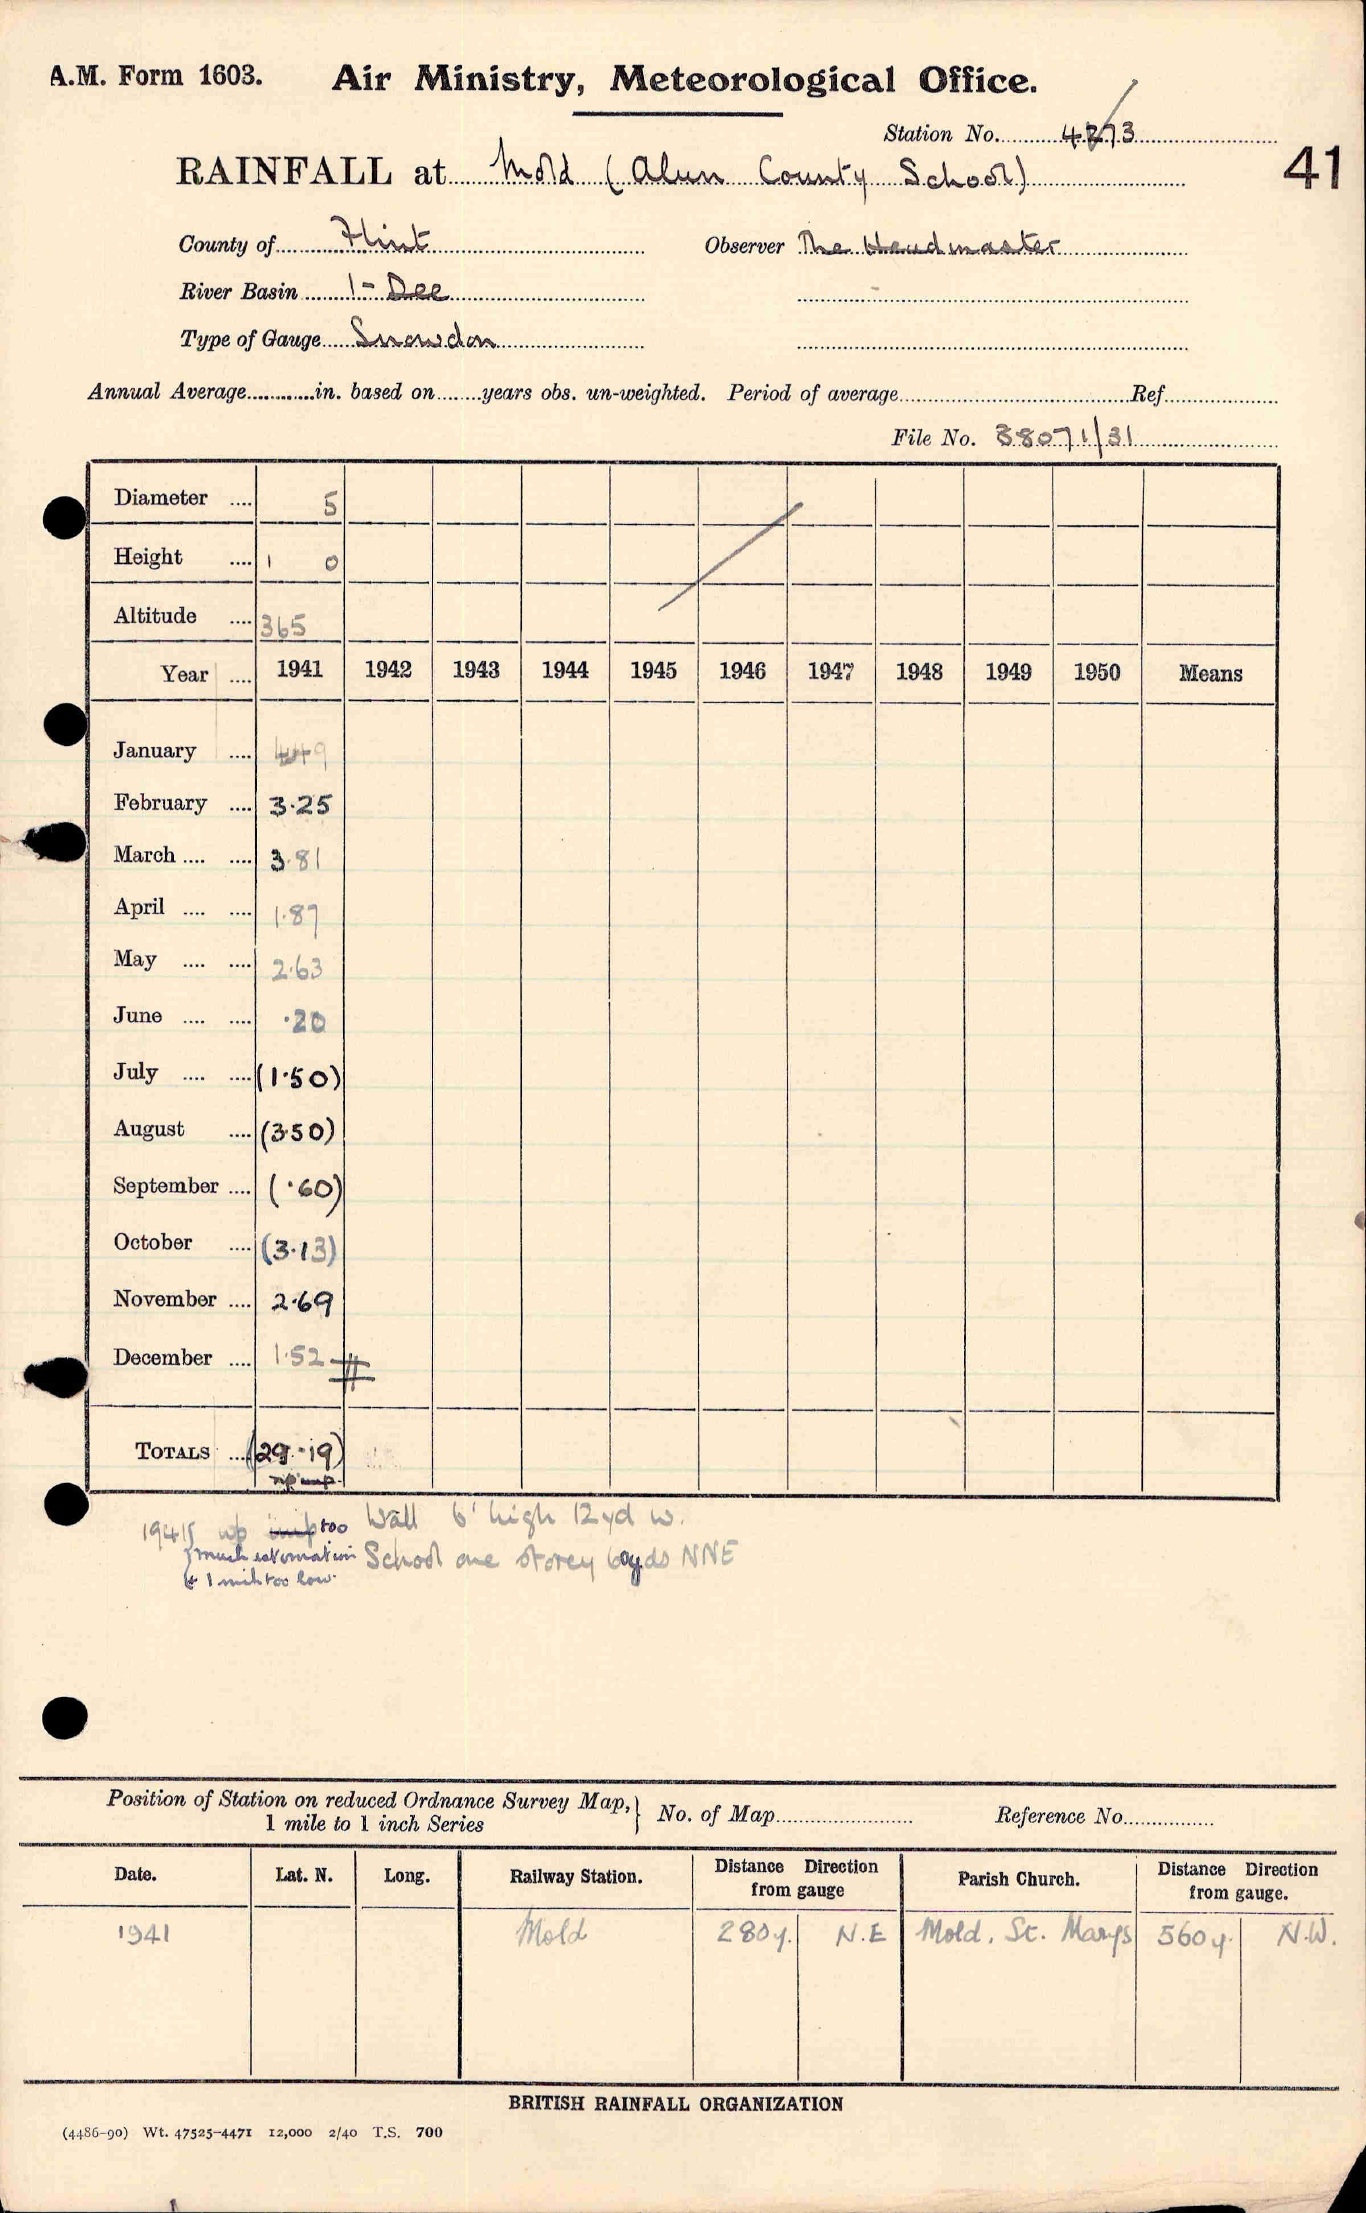 A.M. Form 1603. Air Ministry, Meteorological Office.
Station No. 4273
RAINFALL at Mold (Alun County School) 41
County of Flint Observer The Headmaster
River Basin 1-Dee
Type of Gauge Snowdon
Annual Average............in. based on........years obs. un-weighted. Period of average.................Ref.................
File No. 38071/31
Diameter .... 5
Height .... 1 0
Altitude .... 365
Year .... 1941 1942 1943 1944 1945 1946 1947 1948 1949 1950 Means
January .... 9
February .... 3.25
March .... .... 3.81
April .... .... 1.87
May .... .... 2.63
June .... .... .20
July .... .... (1.50)
August .... (3.50)
September .... (.60)
October .... (3.13)
November .... 2.69
December .... 1.52
TOTALS ... (29.19)
1941 np too Wall 6' high 12yd W.
much estimation School one storey 60yds NNE
& 1 mth too low.
Position of Station on reduced Ordnance Survey Map, } No. of Map................ Reference No................
1 mile to 1 inch Series
Date. Lat. N. Long. Railway Station. Distance Direction from gauge Parish Church. Distance Direction from gauge.
1941 Mold 280y. N.E Mold. St. Marys 560y. N.W.
BRITISH RAINFALL ORGANIZATION
(4486-90) Wt. 47525-4471 12,000 2/40 T.S. 700